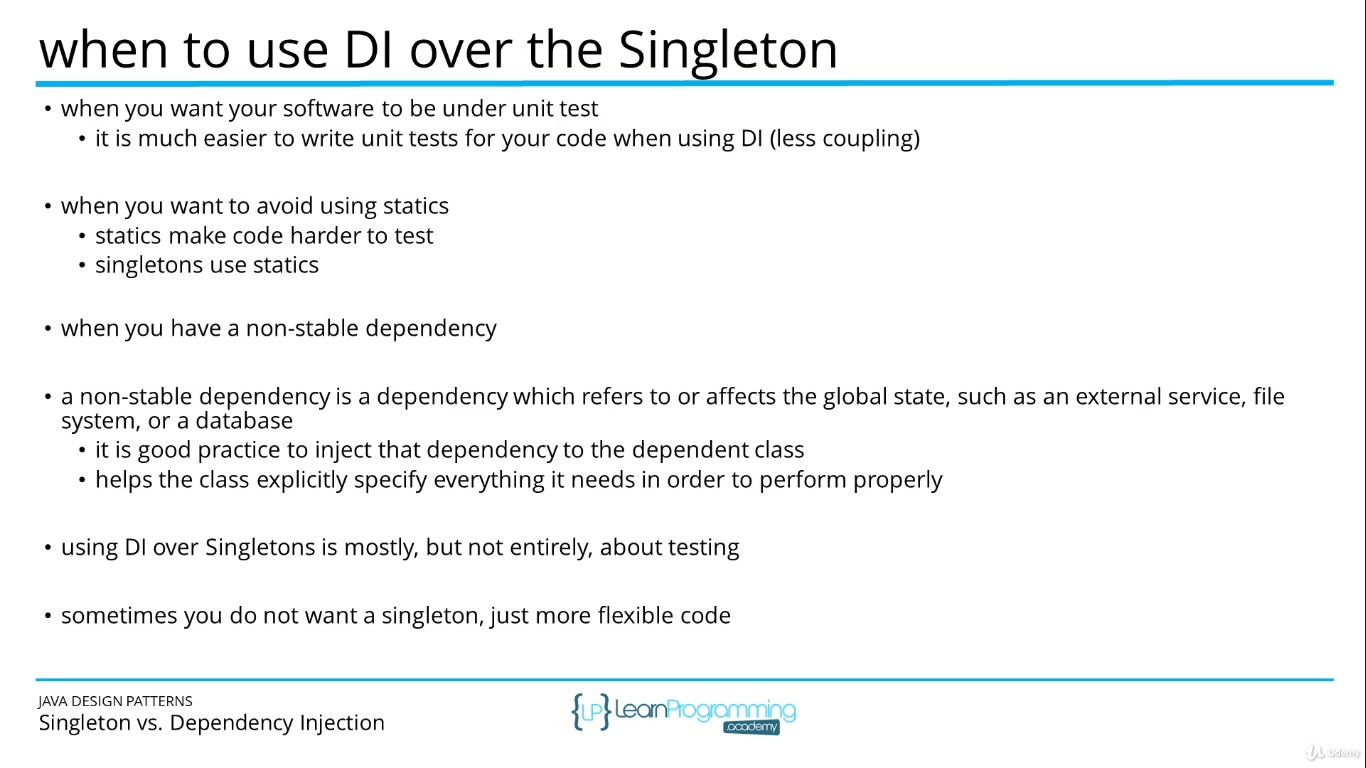 when to use DI over the Singleton
• when you want your software to be under unit test
• it is much easier to write unit tests for your code when using DI (less coupling)
• when you want to avoid using statics
• statics make code harder to test
• singletons use statics
• when you have a non-stable dependency
• a non-stable dependency is a dependency which refers to or affects the global state, such as an external service, file
system, or a database
• it is good practice to inject that dependency to the dependent class
• helps the class explicitly specify everything it needs in order to perform properly
• using DI over Singletons is mostly, but not entirely, about testing
• sometimes you do not want a singleton, just more flexible code
JAVA DESIGN PATTERNS
Singleton vs. Dependency Injection
{LP} LearnProgramming
.academy
Udemy